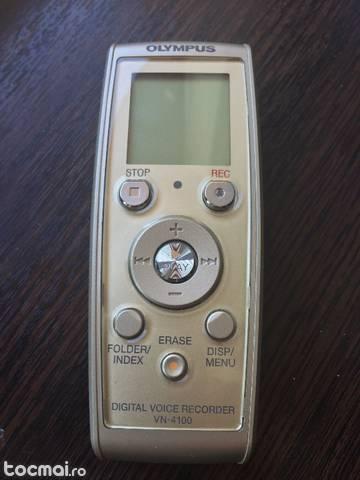 OLYMPUS
STOP
REC
PLAY
FOLDER/
INDEX
ERASE
DISP/
MENU
DIGITAL VOICE RECORDER
VN-4100
tocmai.ro